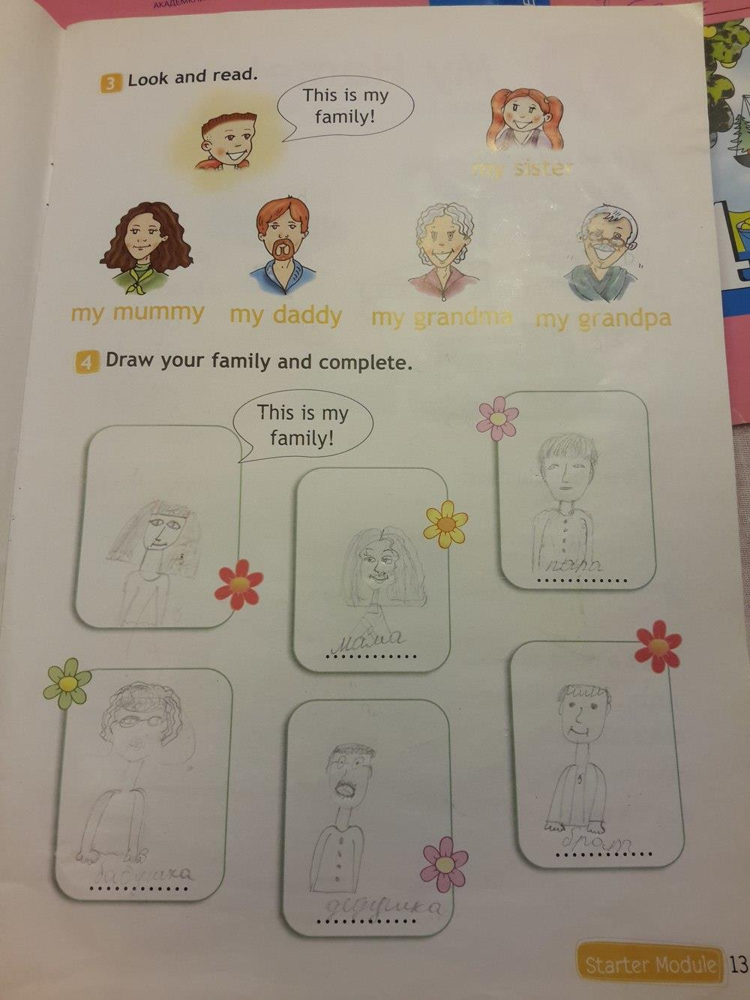 3 Look and read.
This is my
family!
my sister
my mummy
my daddy
my grandma
my grandpa
4 Draw your family and complete.
This is my
family!
мама
папа
бабушка
дедушка
брат
Starter Module 13